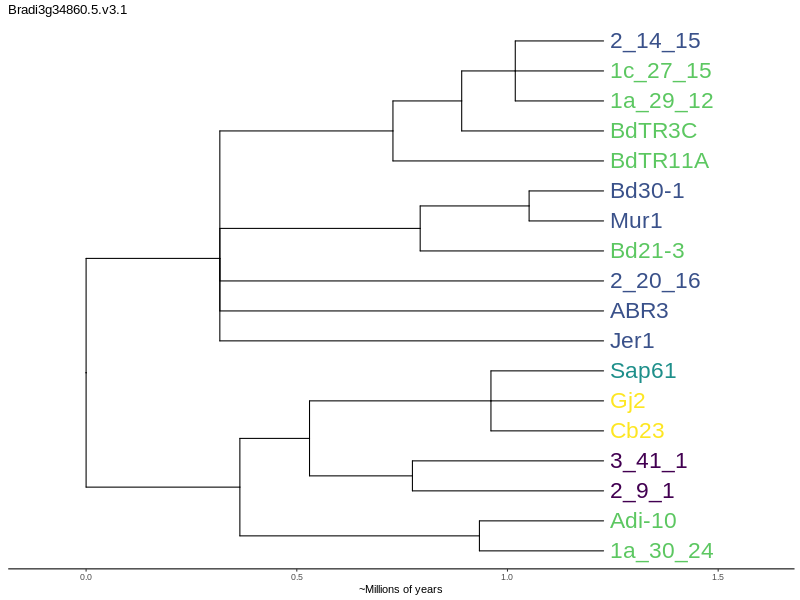 Bradi3g34860.5.v3.1
2_14_15
1c_27_15
1a_29_12
BdTR3C
BdTR11A
Bd30-1
Mur1
Bd21-3
2_20_16
ABR3
Jer1
Sap61
Gj2
Cb23
3_41_1
2_9_1
Adi-10
1a_30_24
0.0 0.5 1.0 1.5
~Millions of years